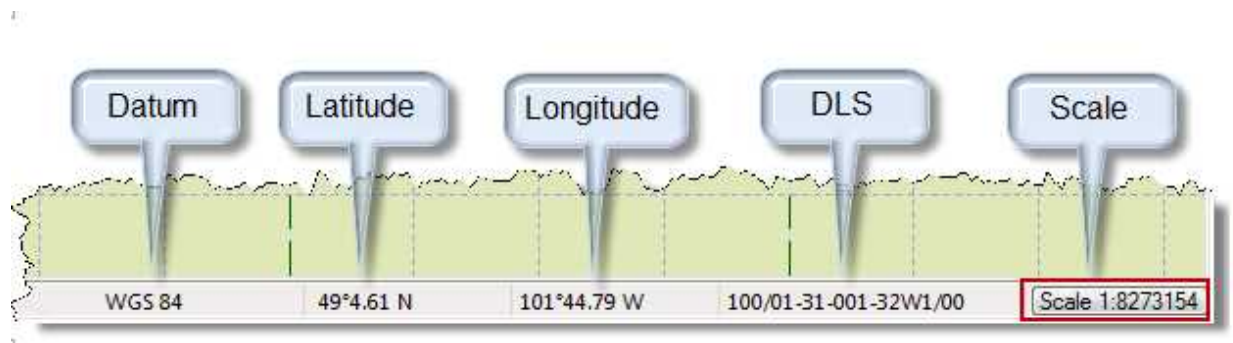 Datum Latitude Longitude DLS Scale
WGS 84 49°4.61 N 101°44.79 W 100/01-31-001-32W1/00 Scale 1:8273154